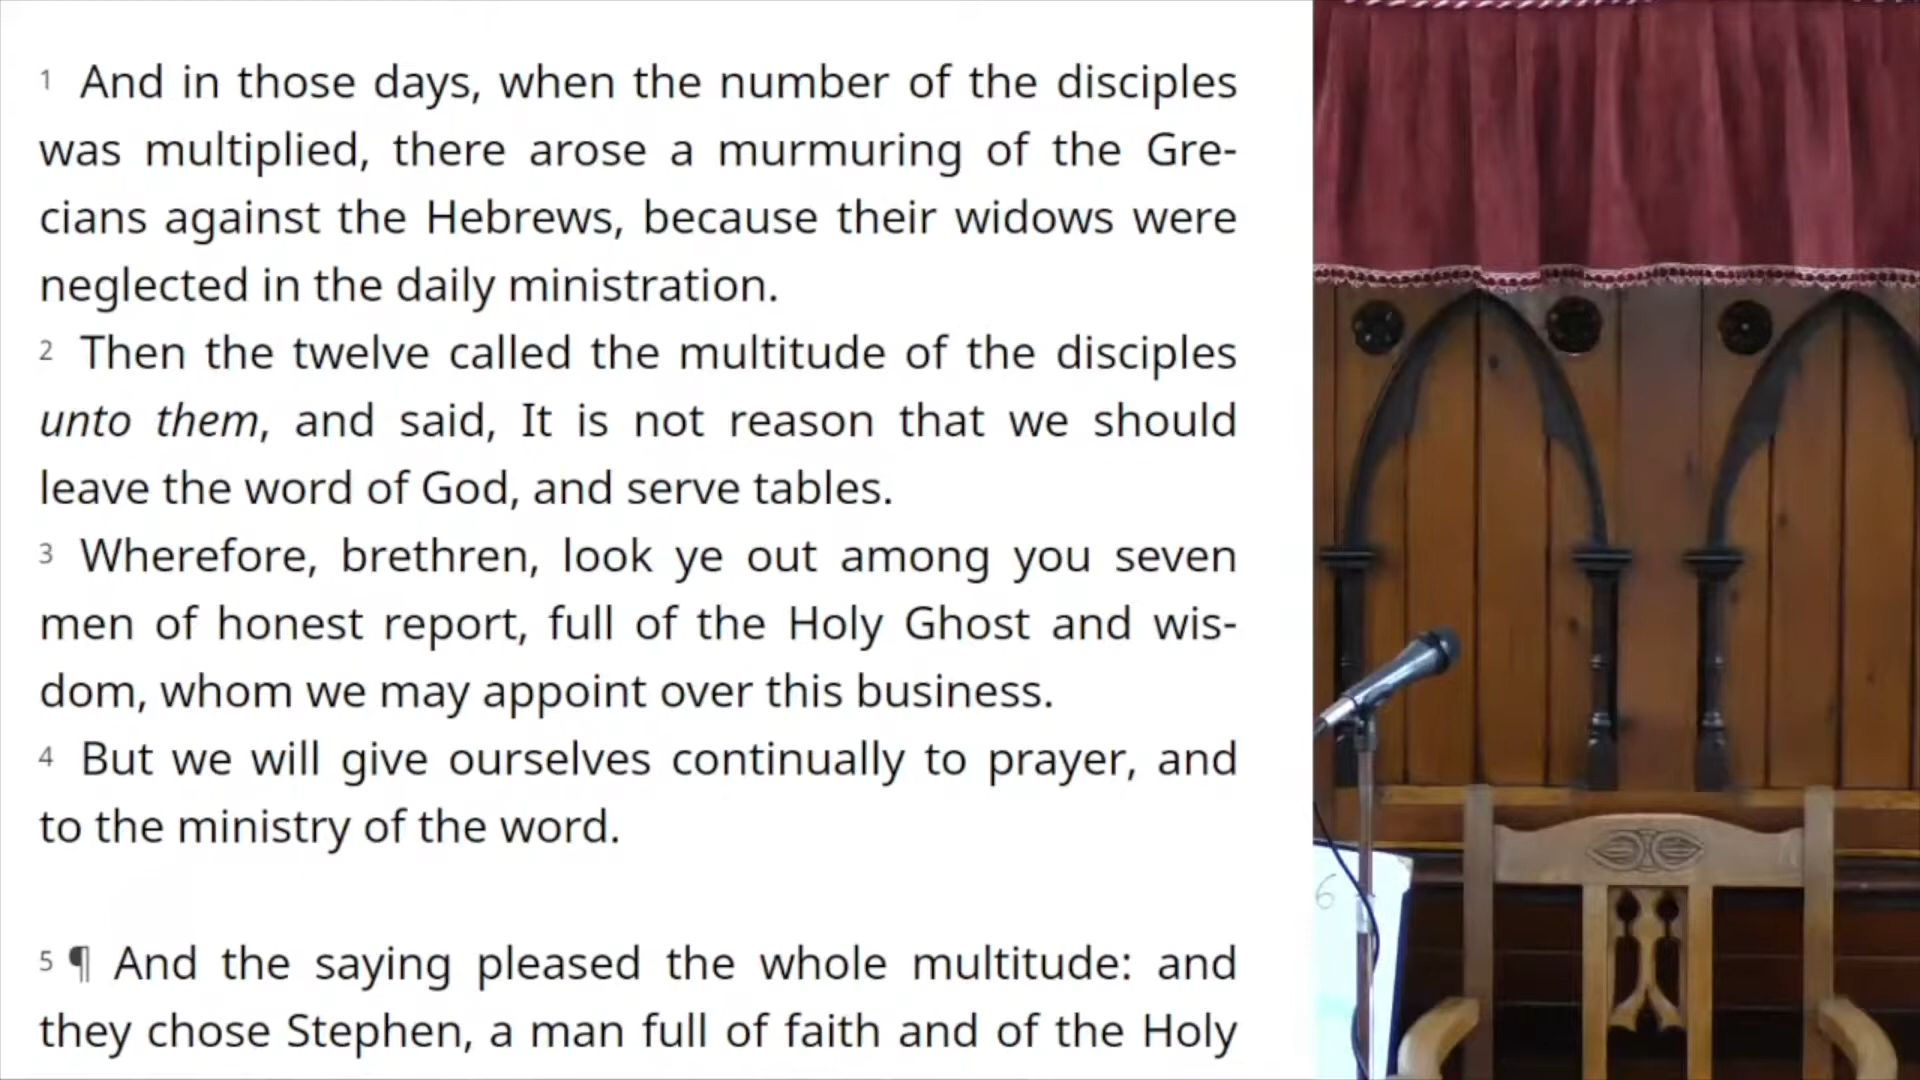 1 And in those days, when the number of the disciples
was multiplied, there arose a murmuring of the Gre-
cians against the Hebrews, because their widows were
neglected in the daily ministration.
2 Then the twelve called the multitude of the disciples
unto them, and said, It is not reason that we should
leave the word of God, and serve tables.
3 Wherefore, brethren, look ye out among you seven
men of honest report, full of the Holy Ghost and wis-
dom, whom we may appoint over this business.
4 But we will give ourselves continually to prayer, and
to the ministry of the word.
5 ¶ And the saying pleased the whole multitude: and
they chose Stephen, a man full of faith and of the Holy
6